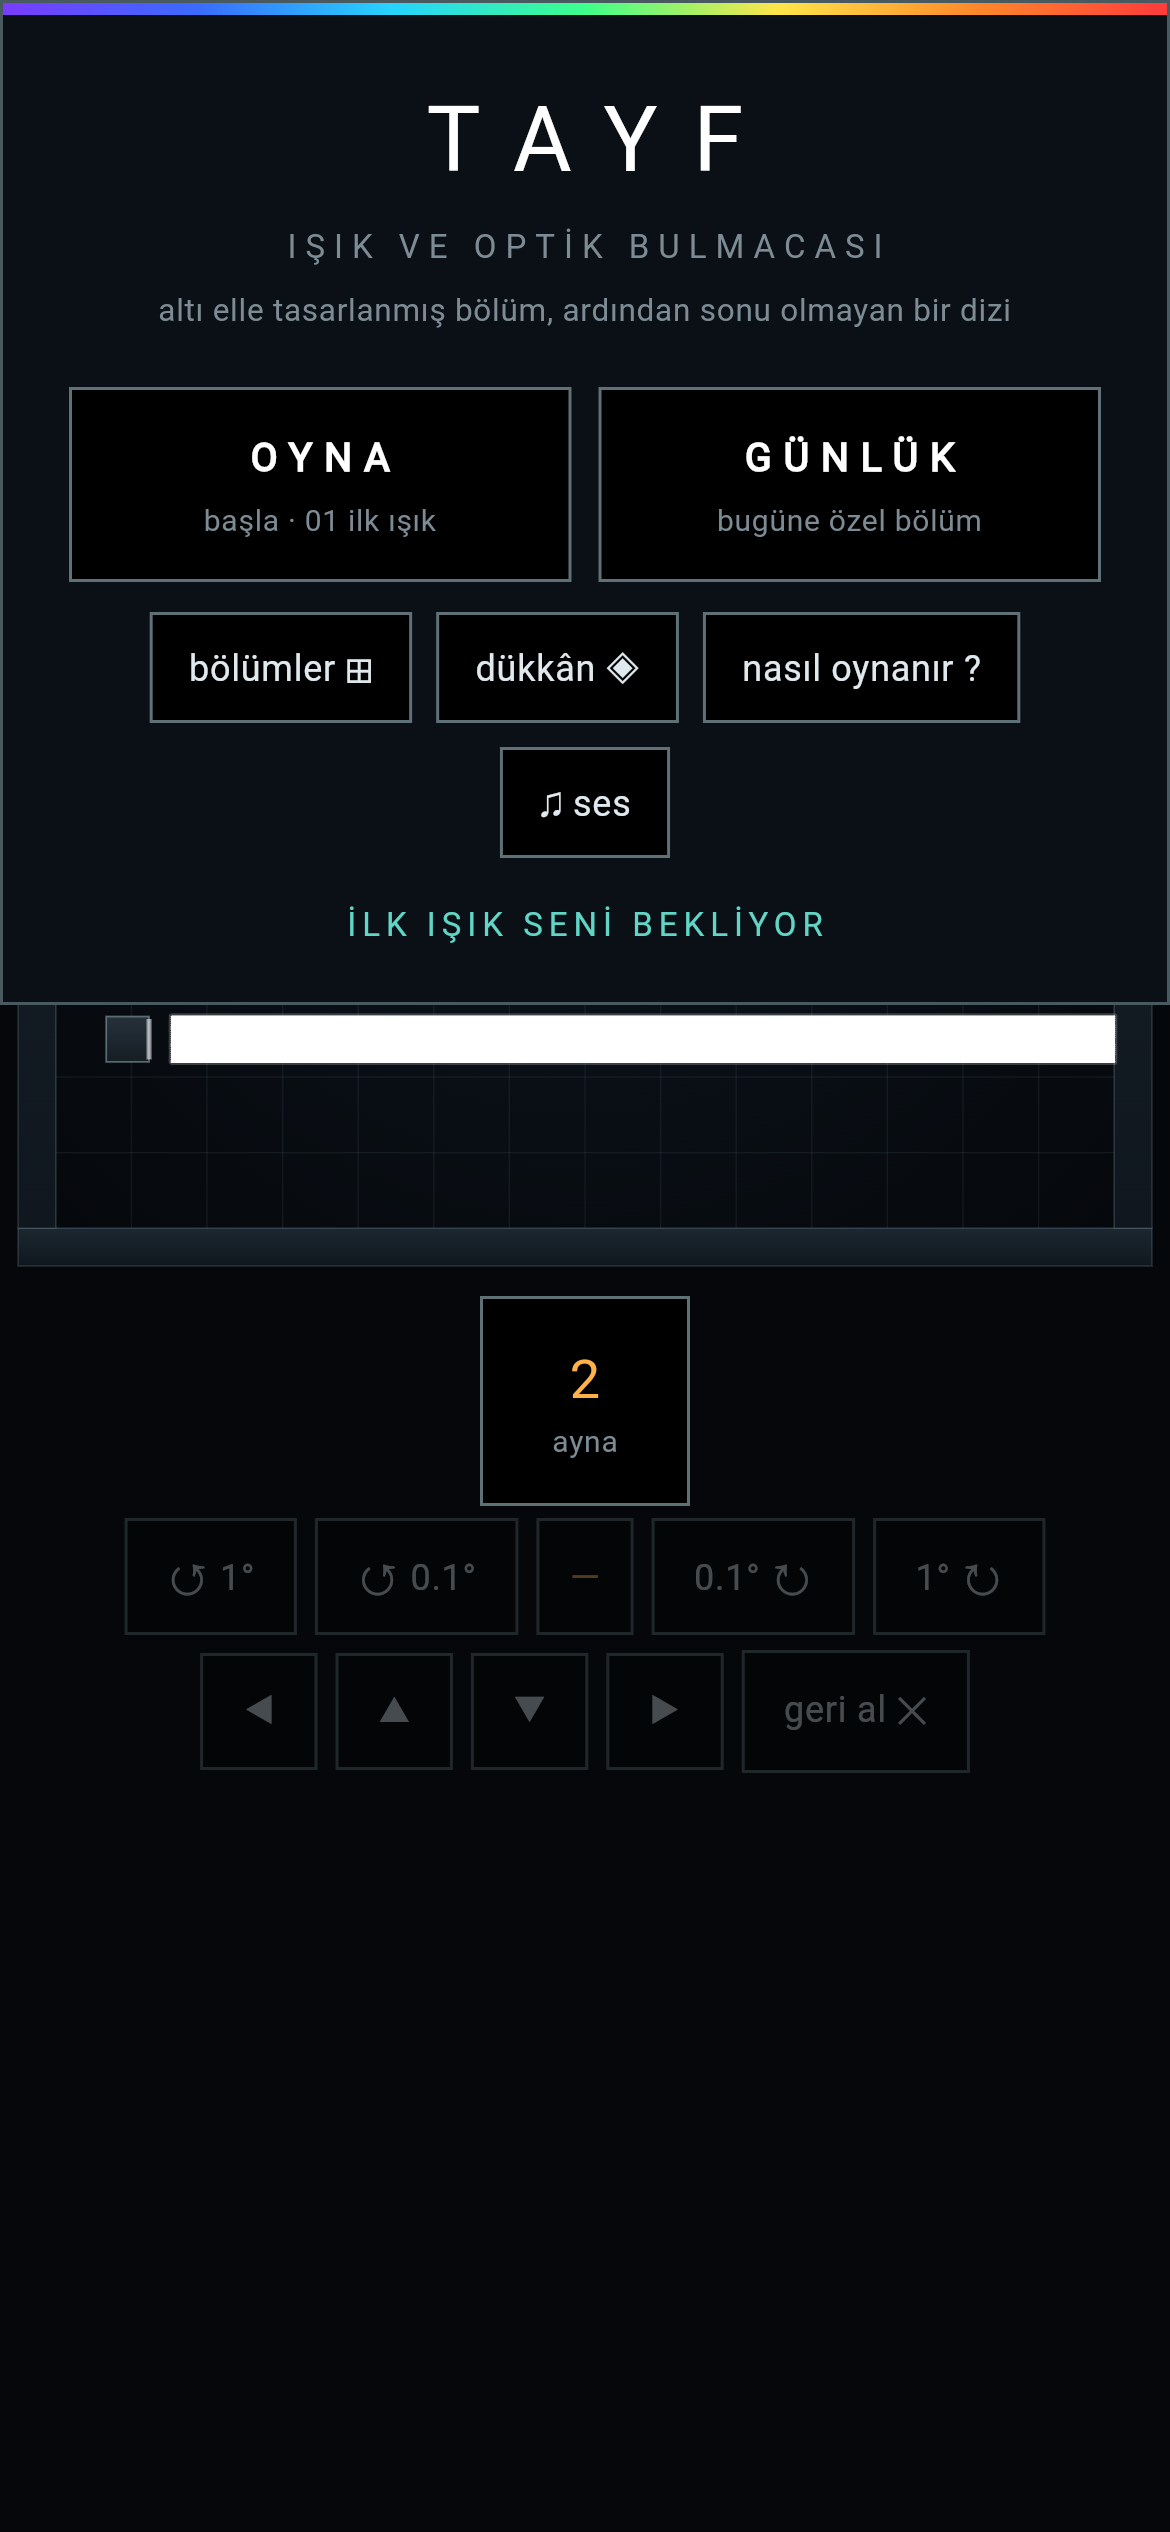 TAYF
IŞIK VE OPTİK BULMACASI
altı elle tasarlanmış bölüm, ardından sonu olmayan bir dizi
OYNA
başla · 01 ilk ışık
GÜNLÜK
bugüne özel bölüm
bölümler ⊞
dükkân ◈
nasıl oynanır ?
♫ ses
İLK IŞIK SENİ BEKLİYOR
2
ayna
↺ 1°
↺ 0.1°
—
0.1° ↻
1° ↻
◀
▲
▼
▶
geri al ✕